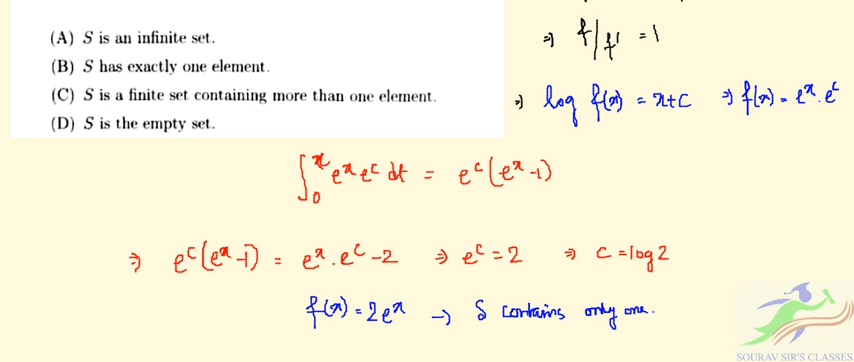 ⇒ f/f' = 1
(A) S is an infinite set.
(B) S has exactly one element.
(C) S is a finite set containing more than one element.
(D) S is the empty set.
⇒ log f(x) = x+c ⇒ f(x) = e^x . e^c
∫_0^x e^x e^c dt = e^c (e^x - 1)
⇒ e^c (e^x - 1) = e^x . e^c - 2 ⇒ e^c = 2 ⇒ c = log 2
f(x) = 2e^x → S contains only one.
SOURAV SIR'S CLASSES